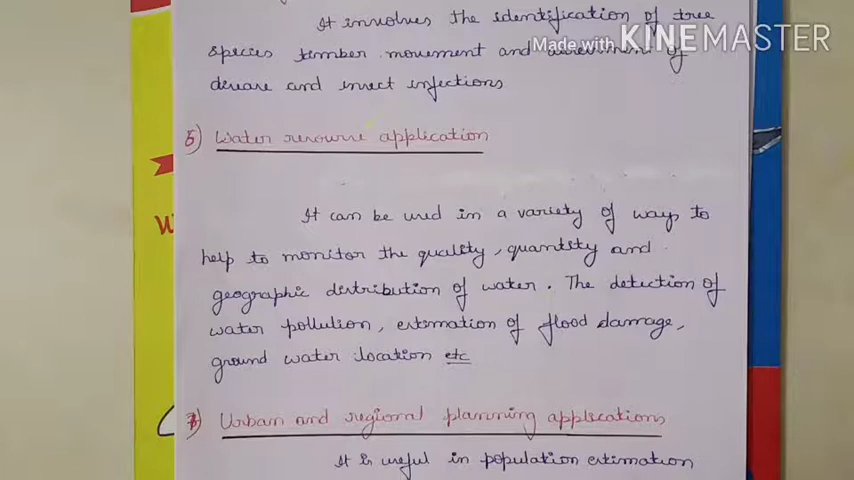 It involves the identification of tree
Made with KINEMASTER
species timber movement and of
disease and insect infections
5) Water resource application
It can be used in a variety of ways to
help to monitor the quality, quantity and
geographic distribution of water. The detection of
water pollution, estimation of flood damage,
ground water location etc
Urban and regional planning applications
It is useful in population estimation